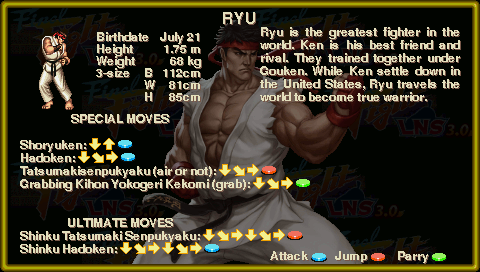 RYU
Birthdate July 21
Height 1.75 m
Weight 68 kg
3-size B 112cm
W 81cm
H 85cm
Ryu is the greatest fighter in the
world. Ken is his best friend and
rival. They trained together under
Gouken. While Ken settle down in
the United States, Ryu travels the
world to become true warrior.
SPECIAL MOVES
Shoryuken:
Hadoken:
Tatsumakisenpukyaku (air or not):
Grabbing Kihon Yokogeri Kekomi (grab):
ULTIMATE MOVES
Shinku Tatsumaki Senpukyaku:
Shinku Hadoken:
Attack Jump Parry
LNS 3.0